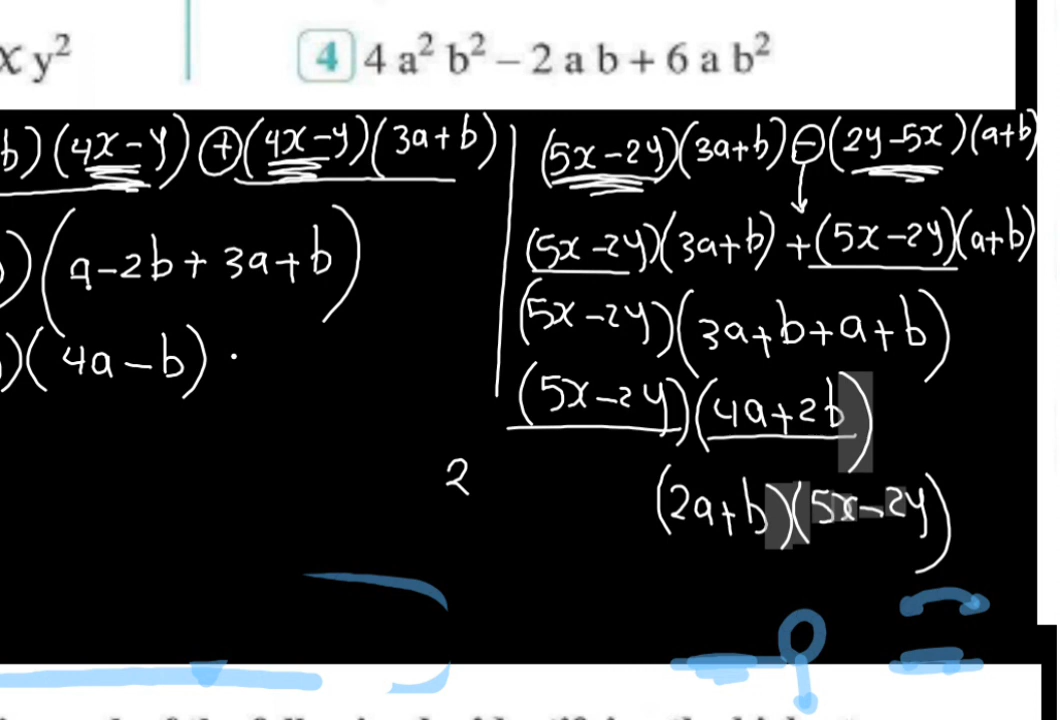 x y²
4 4 a² b² – 2 a b + 6 a b²
b)(4x-y)⊕(4x-y)(3a+b)
)(a-2b+3a+b)
)(4a-b).
(5x-2y)(3a+b)⊖(2y-5x)(a+b)
(5x-2y)(3a+b)+(5x-2y)(a+b)
(5x-2y)(3a+b+a+b)
(5x-2y)(4a+2b)
2 (2a+b)(5x-2y)